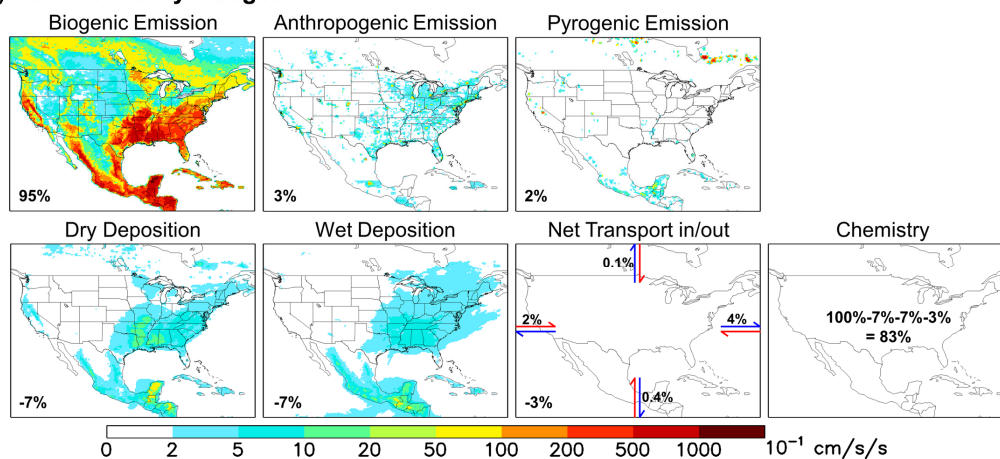 Biogenic Emission
Anthropogenic Emission
Pyrogenic Emission
95%
3%
2%
Dry Deposition
Wet Deposition
Net Transport in/out
Chemistry
0.1%
2%
4%
100%-7%-7%-3%
= 83%
0.4%
-7%
-7%
-3%
0 2 5 10 20 50 100 200 500 1000 10⁻¹ cm/s/s